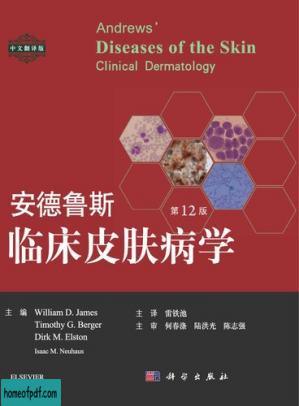 中文翻译版
Andrews'
Diseases of the Skin
Clinical Dermatology
安德鲁斯
第12版
临床皮肤病学
主编 William D. James
Timothy G. Berger
Dirk M. Elston
Isaac M. Neuhaus
主译 雷铁池
主审 何春涤 陆洪光 陈志强
ELSEVIER
科学出版社
homeofpdf.com